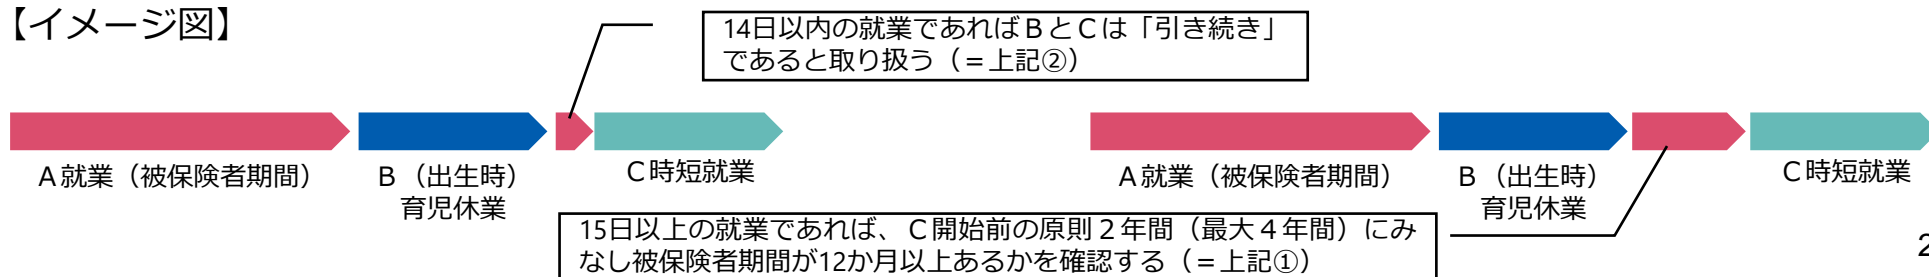 【イメージ図】
14日以内の就業であればＢとＣは「引き続き」
であると取り扱う（＝上記②）
Ａ就業（被保険者期間）
Ｂ（出生時）
育児休業
Ｃ時短就業
Ａ就業（被保険者期間）
Ｂ（出生時）
育児休業
Ｃ時短就業
15日以上の就業であれば、Ｃ開始前の原則２年間（最大４年間）にみ
なし被保険者期間が12か月以上あるかを確認する（＝上記①）
2